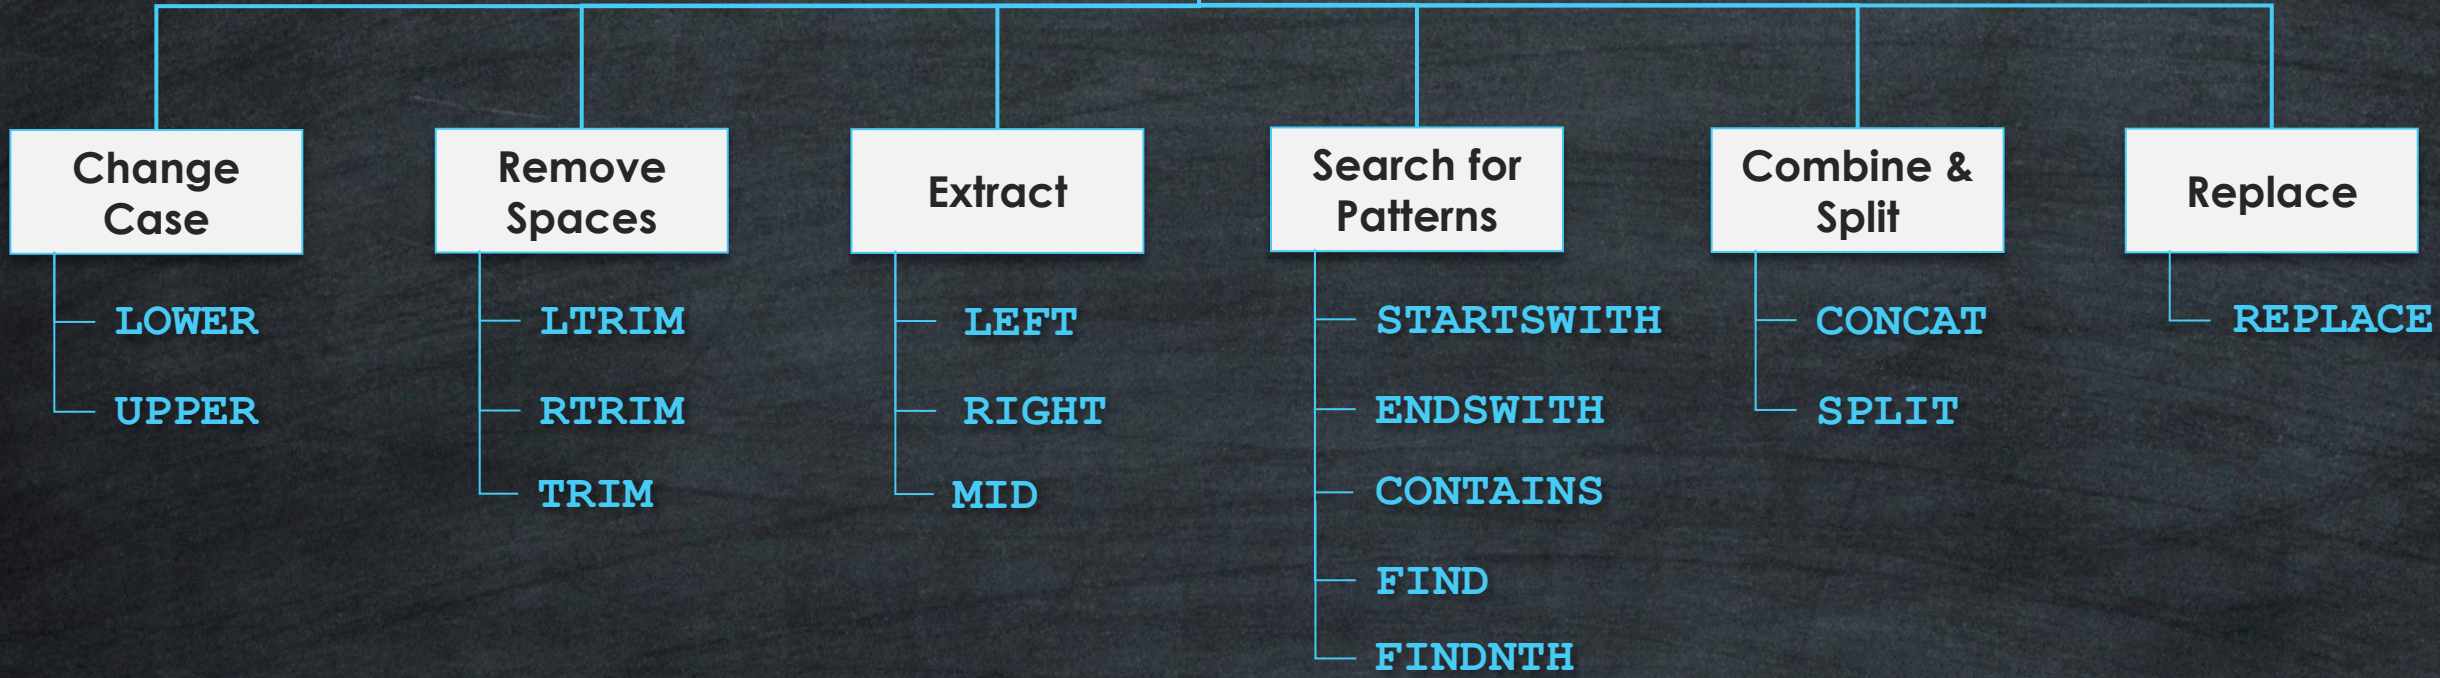 Change
Case
LOWER
UPPER
Remove
Spaces
LTRIM
RTRIM
TRIM
Extract
LEFT
RIGHT
MID
Search for
Patterns
STARTSWITH
ENDSWITH
CONTAINS
FIND
FINDNTH
Combine &
Split
CONCAT
SPLIT
Replace
REPLACE